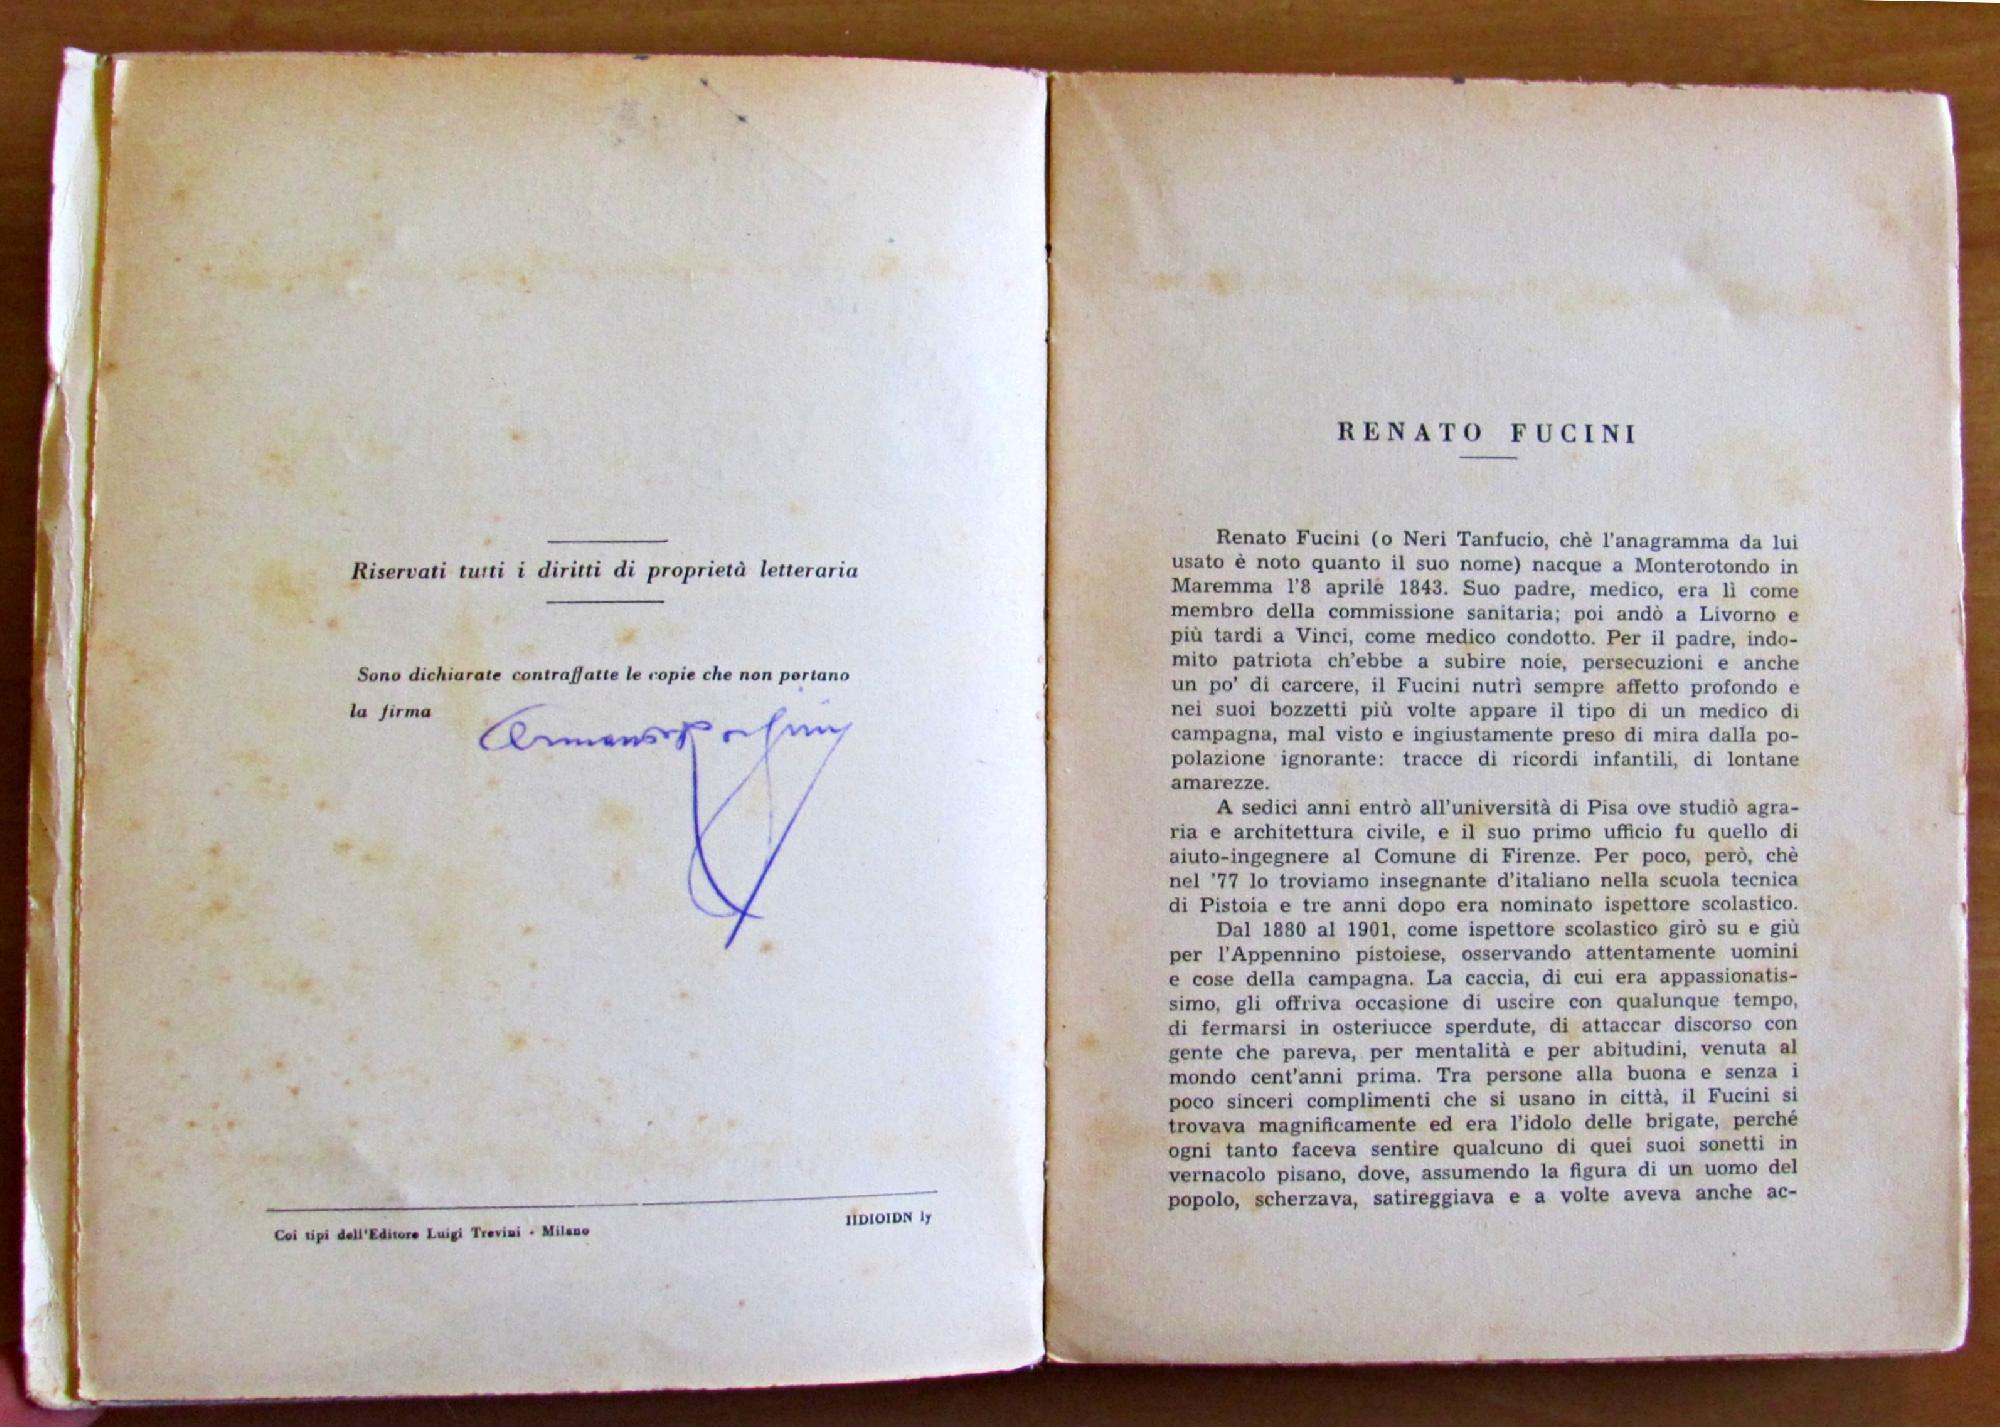 Riservati tutti i diritti di proprietà letteraria
Sono dichiarate contraffatte le copie che non portano
la firma
Coi tipi dell'Editore Luigi Trevini - Milano
IIDIOIDN ly
RENATO FUCINI
Renato Fucini (o Neri Tanfucio, chè l'anagramma da lui
usato è noto quanto il suo nome) nacque a Monterotondo in
Maremma l'8 aprile 1843. Suo padre, medico, era lì come
membro della commissione sanitaria; poi andò a Livorno e
più tardi a Vinci, come medico condotto. Per il padre, indo-
mito patriota ch'ebbe a subire noie, persecuzioni e anche
un po' di carcere, il Fucini nutrì sempre affetto profondo e
nei suoi bozzetti più volte appare il tipo di un medico di
campagna, mal visto e ingiustamente preso di mira dalla po-
polazione ignorante: tracce di ricordi infantili, di lontane
amarezze.
A sedici anni entrò all'università di Pisa ove studiò agra-
ria e architettura civile, e il suo primo ufficio fu quello di
aiuto-ingegnere al Comune di Firenze. Per poco, però, chè
nel '77 lo troviamo insegnante d'italiano nella scuola tecnica
di Pistoia e tre anni dopo era nominato ispettore scolastico.
Dal 1880 al 1901, come ispettore scolastico girò su e giù
per l'Appennino pistoiese, osservando attentamente uomini
e cose della campagna. La caccia, di cui era appassionatis-
simo, gli offriva occasione di uscire con qualunque tempo,
di fermarsi in osteriucce sperdute, di attaccar discorso con
gente che pareva, per mentalità e per abitudini, venuta al
mondo cent'anni prima. Tra persone alla buona e senza i
poco sinceri complimenti che si usano in città, il Fucini si
trovava magnificamente ed era l'idolo delle brigate, perché
ogni tanto faceva sentire qualcuno di quei suoi sonetti in
vernacolo pisano, dove, assumendo la figura di un uomo del
popolo, scherzava, satireggiava e a volte aveva anche ac-